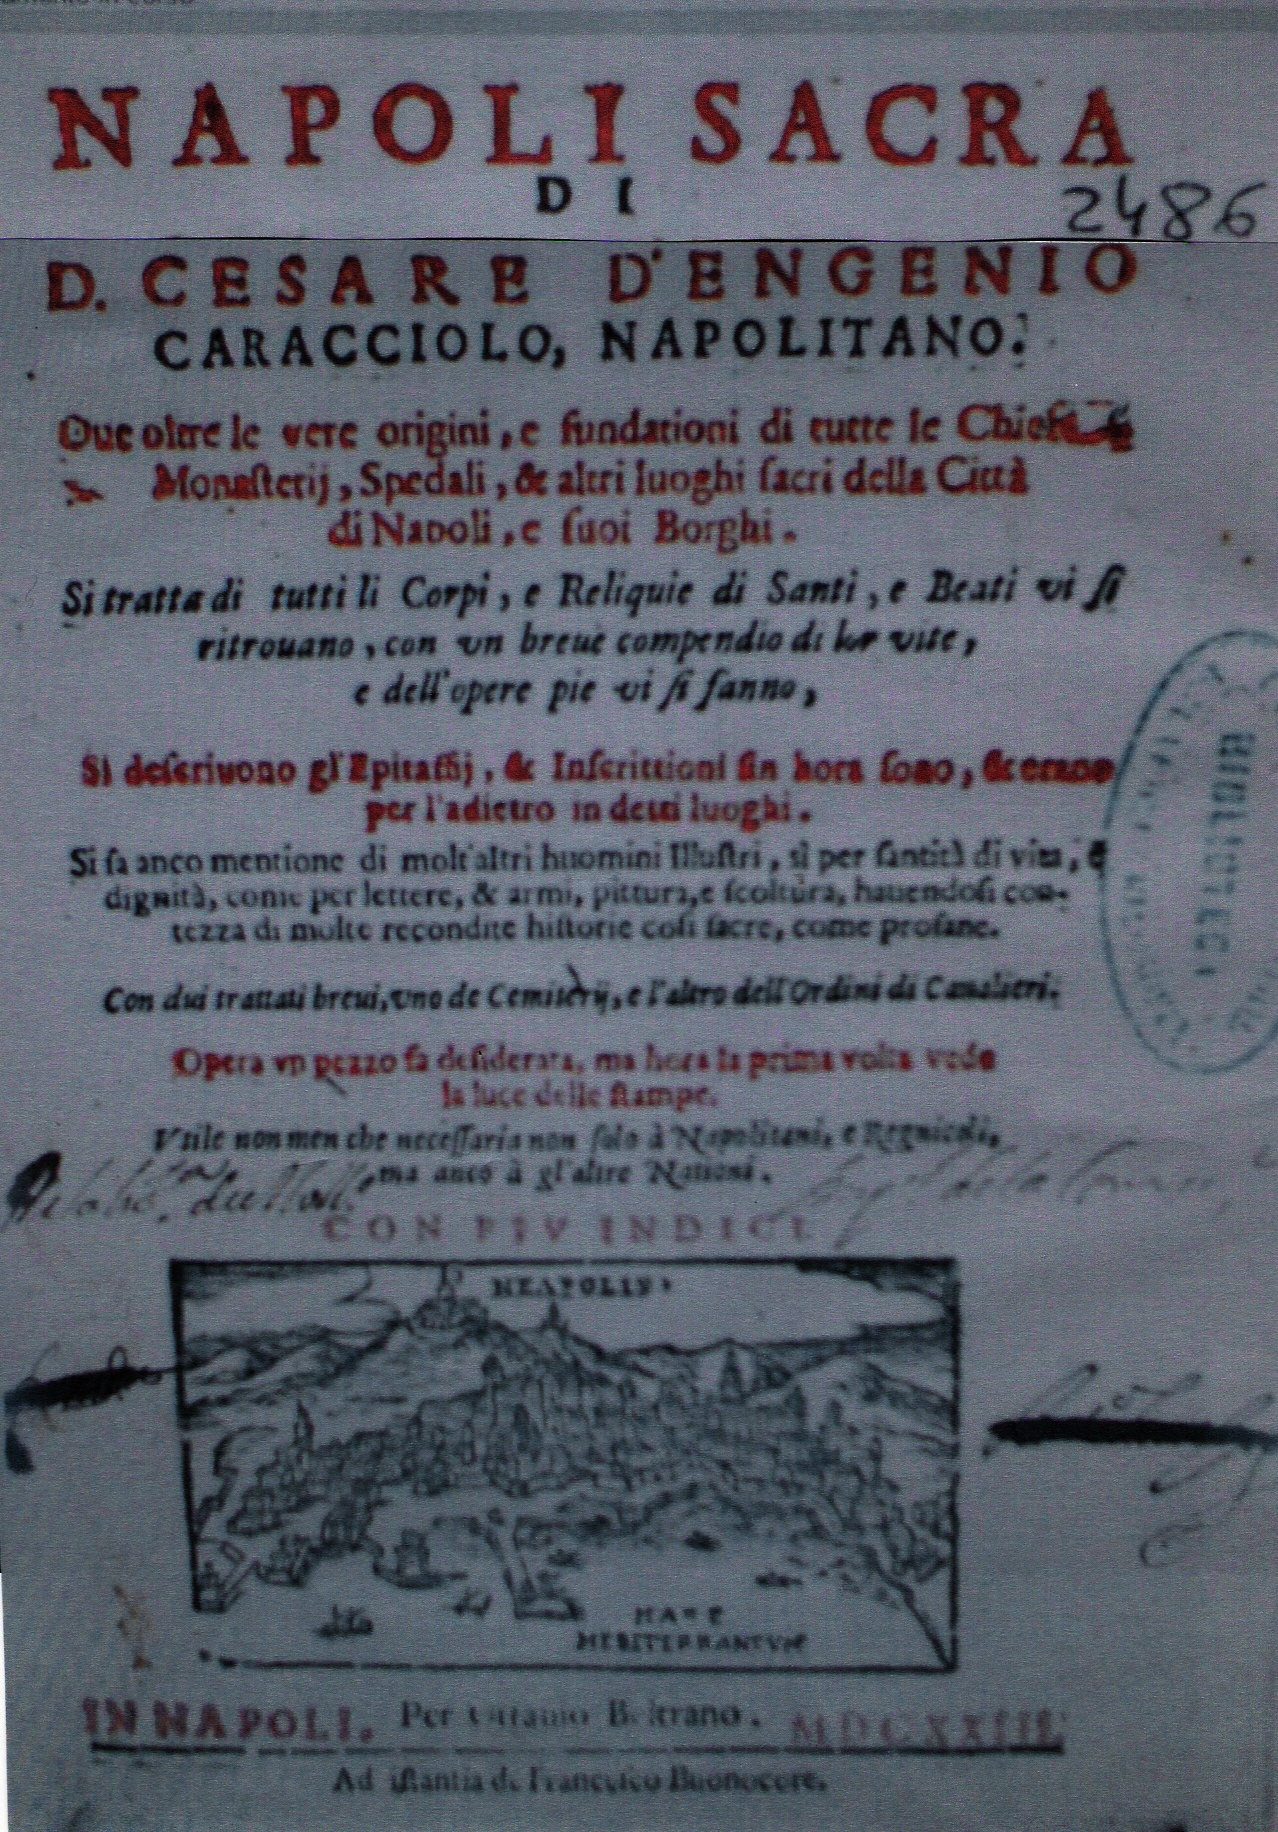 NAPOLI SACRA
DI
2486
D. CESARE D'ENGENIO
CARACCIOLO, NAPOLITANO.
Oue oltre le vere origini, e fundationi di tutte le Chiese
Monaſterij, Spedali, & altri luoghi ſacri della Città
di Napoli, e ſuoi Borghi.
Si tratta di tutti li Corpi, e Reliquie di Santi, e Beati vi ſi
ritrouano, con vn breue compendio di lor vite,
e dell'opere pie vi ſi fanno,
Si deſcriuono gl'Epitaffij, & Inſcrittioni fin hora ſono, & erano
per l'adietro in detti luoghi.
Si fa anco mentione di molt'altri huomini Illuſtri, sì per ſantità di vita, e
dignità, come per lettere, & armi, pittura, e ſcoltura, hauendoſi con-
tezza di molte recondite hiſtorie coſi ſacre, come profane.
Con dui trattati breui, vno de Cemiterij, e l'altro dell'Ordini di Caualieri.
Opera vn pezzo fa deſiderata, ma hora la prima volta vede
la luce delle ſtampe.
Vtile non men che neceſſaria non ſolo à Napolitani, e Regnicoli,
ma anco à gl'altre Nationi.
CON PIV INDICI
NEAPOLIS
MARE
MEDITERRANEVM
IN NAPOLI. Per Ottauio Beltrano. MDCXXIII.
Ad iſtantia di Franceſco Buonocore.